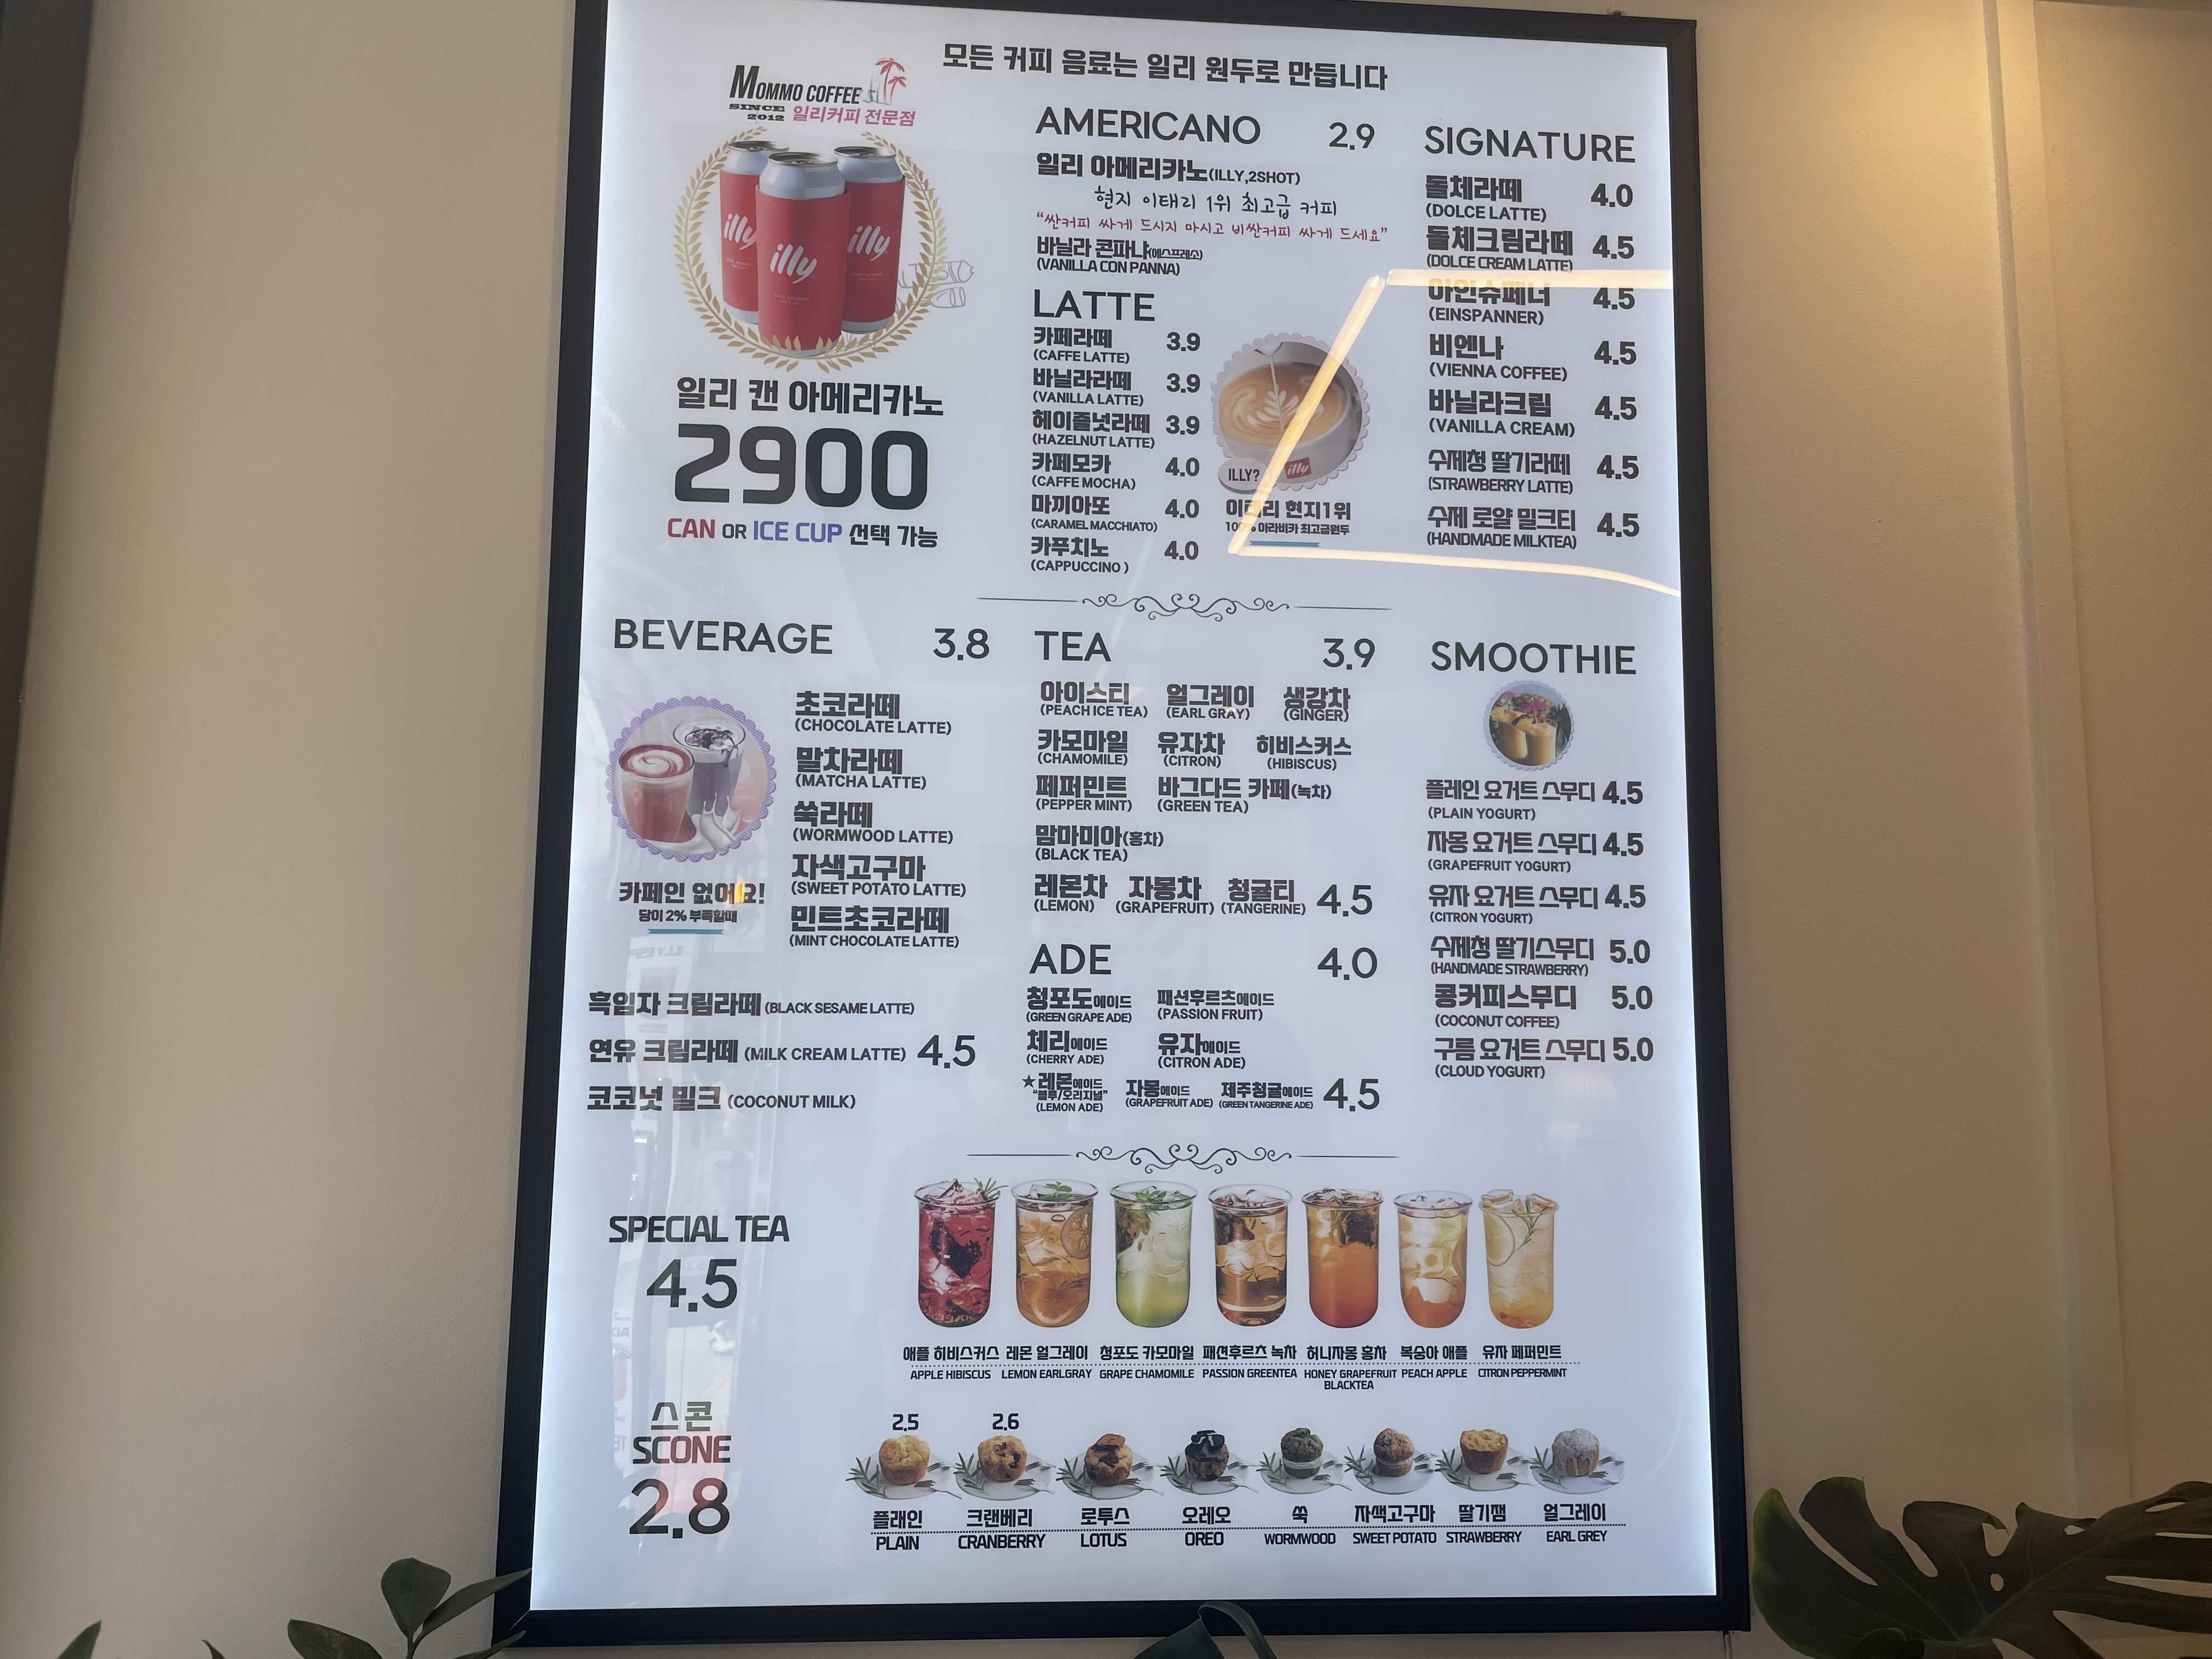 모든 커피 음료는 일리 원두로 만듭니다
MOMMO COFFEE
SINCE 2012 일리커피 전문점
illy illy illy
일리 캔 아메리카노
2900
CAN OR ICE CUP 선택 가능
AMERICANO 2.9
일리 아메리카노(ILLY,2SHOT)
현지 이태리 1위 최고급 커피
"싼커피 싸게 드시지 마시고 비싼커피 싸게 드세요"
바닐라 콘파냐(에스프레소)
(VANILLA CON PANNA)
LATTE
카페라떼 3.9
(CAFFE LATTE)
바닐라라떼 3.9
(VANILLA LATTE)
헤이즐넛라떼 3.9
(HAZELNUT LATTE)
카페모카 4.0
(CAFFE MOCHA)
마끼아또 4.0
(CARAMEL MACCHIATO)
카푸치노 4.0
(CAPPUCCINO )
ILLY?
illy
이태리 현지1위
100% 아라비카 최고급원두
SIGNATURE
돌체라떼 4.0
(DOLCE LATTE)
돌체크림라떼 4.5
(DOLCE CREAM LATTE)
아인슈페너 4.5
(EINSPANNER)
비엔나 4.5
(VIENNA COFFEE)
바닐라크림 4.5
(VANILLA CREAM)
수제청 딸기라떼 4.5
(STRAWBERRY LATTE)
수제 로얄 밀크티 4.5
(HANDMADE MILKTEA)
BEVERAGE 3.8
초코라떼
(CHOCOLATE LATTE)
말차라떼
(MATCHA LATTE)
쑥라떼
(WORMWOOD LATTE)
자색고구마
(SWEET POTATO LATTE)
민트초코라떼
(MINT CHOCOLATE LATTE)
카페인 없어요!
당이 2% 부족할때
흑임자 크림라떼 (BLACK SESAME LATTE)
연유 크림라떼 (MILK CREAM LATTE) 4.5
코코넛 밀크 (COCONUT MILK)
TEA 3.9
아이스티 얼그레이 생강차
(PEACH ICE TEA) (EARL GRAY) (GINGER)
카모마일 유자차 히비스커스
(CHAMOMILE) (CITRON) (HIBISCUS)
페퍼민트 바그다드 카페(녹차)
(PEPPER MINT) (GREEN TEA)
맘마미아(홍차)
(BLACK TEA)
레몬차 자몽차 청귤티 4.5
(LEMON) (GRAPEFRUIT) (TANGERINE)
ADE 4.0
청포도에이드 패션후르츠에이드
(GREEN GRAPE ADE) (PASSION FRUIT)
체리에이드 유자에이드
(CHERRY ADE) (CITRON ADE)
★레몬에이드 자몽에이드 제주청귤에이드 4.5
"블루/오리지널"
(LEMON ADE) (GRAPEFRUIT ADE) (GREEN TANGERINE ADE)
SMOOTHIE
플레인 요거트 스무디 4.5
(PLAIN YOGURT)
자몽 요거트 스무디 4.5
(GRAPEFRUIT YOGURT)
유자 요거트 스무디 4.5
(CITRON YOGURT)
수제청 딸기스무디 5.0
(HANDMADE STRAWBERRY)
콩커피스무디 5.0
(COCONUT COFFEE)
구름 요거트 스무디 5.0
(CLOUD YOGURT)
SPECIAL TEA
4.5
애플 히비스커스 레몬 얼그레이 청포도 카모마일 패션후르츠 녹차 허니자몽 홍차 복숭아 애플 유자 페퍼민트
APPLE HIBISCUS LEMON EARLGRAY GRAPE CHAMOMILE PASSION GREENTEA HONEY GRAPEFRUIT BLACKTEA PEACH APPLE CITRON PEPPERMINT
스콘
SCONE
2.8
2.5 2.6
플래인 크랜베리 로투스 오레오 쑥 자색고구마 딸기잼 얼그레이
PLAIN CRANBERRY LOTUS OREO WORMWOOD SWEET POTATO STRAWBERRY EARL GREY